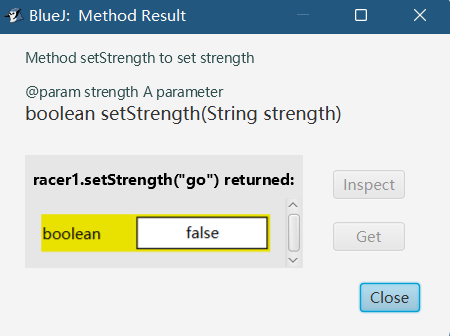 BlueJ: Method Result
Method setStrength to set strength
@param strength A parameter
boolean setStrength(String strength)
racer1.setStrength("go") returned:
boolean false
Inspect
Get
Close